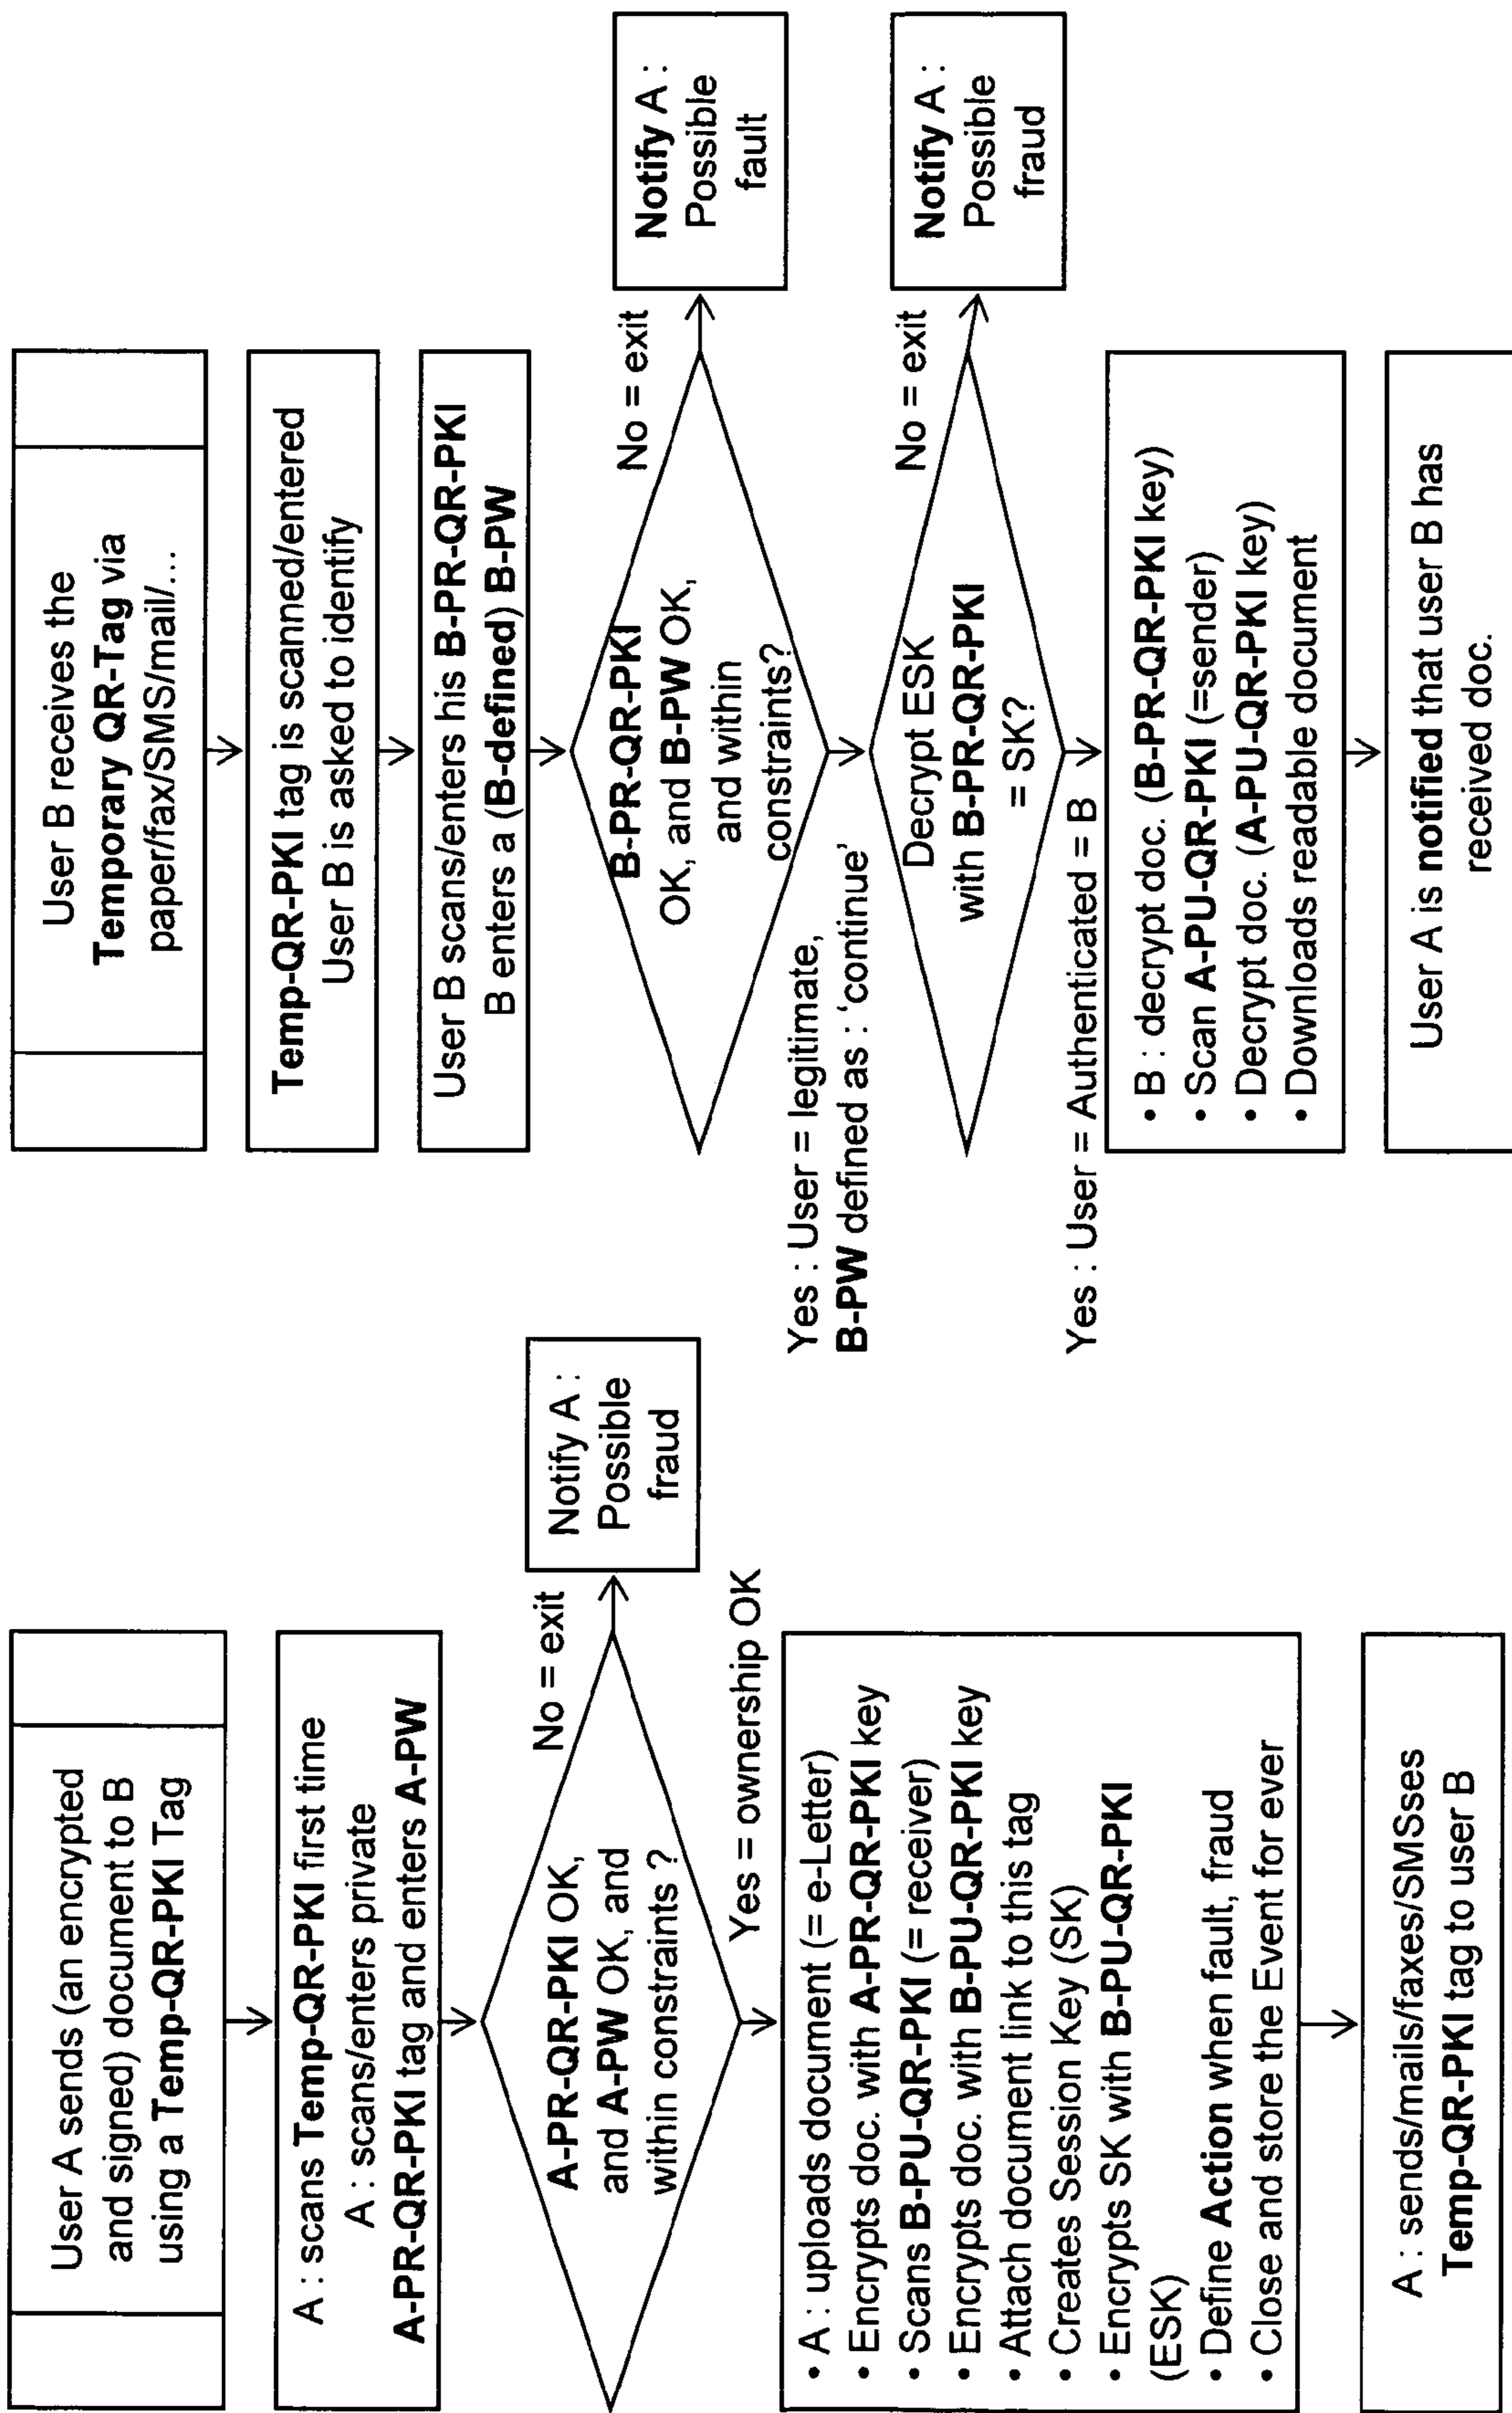 User A sends (an encrypted
and signed) document to B
using a Temp-QR-PKI Tag
A : scans Temp-QR-PKI first time
A : scans/enters private
A-PR-QR-PKI tag and enters A-PW
A-PR-QR-PKI OK,
and A-PW OK, and
within constraints ?
No = exit
Notify A :
Possible
fraud
Yes = ownership OK
• A : uploads document (= e-Letter)
• Encrypts doc. with A-PR-QR-PKI key
• Scans B-PU-QR-PKI (= receiver)
• Encrypts doc. with B-PU-QR-PKI key
• Attach document link to this tag
• Creates Session Key (SK)
• Encrypts SK with B-PU-QR-PKI
(ESK)
• Define Action when fault, fraud
• Close and store the Event for ever
A : sends/mails/faxes/SMSses
Temp-QR-PKI tag to user B
User B receives the
Temporary QR-Tag via
paper/fax/SMS/mail/...
Temp-QR-PKI tag is scanned/entered
User B is asked to identify
User B scans/enters his B-PR-QR-PKI
B enters a (B-defined) B-PW
B-PR-QR-PKI
OK, and B-PW OK,
and within
constraints?
No = exit
Notify A :
Possible
fault
Yes : User = legitimate,
B-PW defined as : 'continue'
Decrypt ESK
with B-PR-QR-PKI
= SK?
No = exit
Notify A :
Possible
fraud
Yes : User = Authenticated = B
• B : decrypt doc. (B-PR-QR-PKI key)
• Scan A-PU-QR-PKI (=sender)
• Decrypt doc. (A-PU-QR-PKI key)
• Downloads readable document
User A is notified that user B has
received doc.